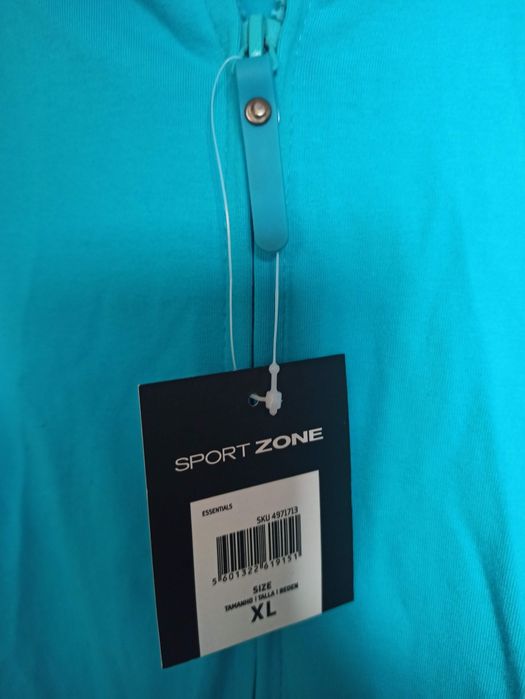 SPORT ZONE
ESSENTIALS
SKU 4971713
5 601322 619151
SIZE
TAMANHO | TALLA | BEDEN
XL